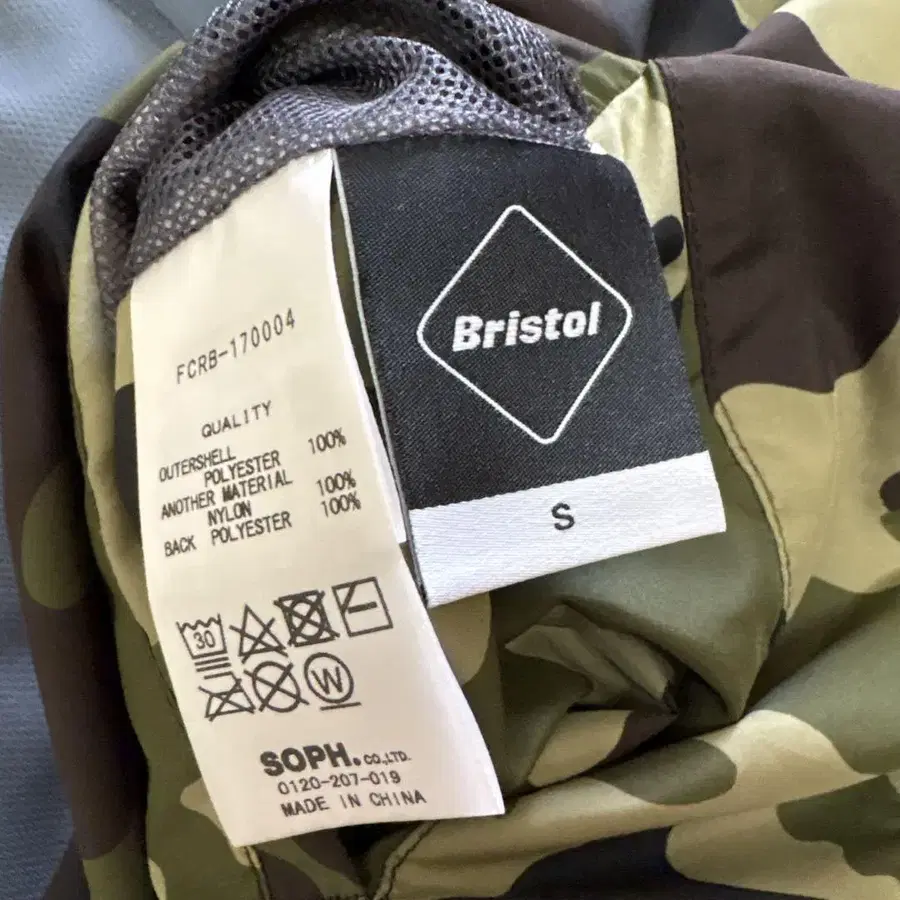 FCRB-170004
QUALITY
OUTERSHELL
POLYESTER 100%
ANOTHER MATERIAL
NYLON 100%
BACK POLYESTER 100%
30
W
SOPH. CO.,LTD.
0120-207-019
MADE IN CHINA
Bristol
S